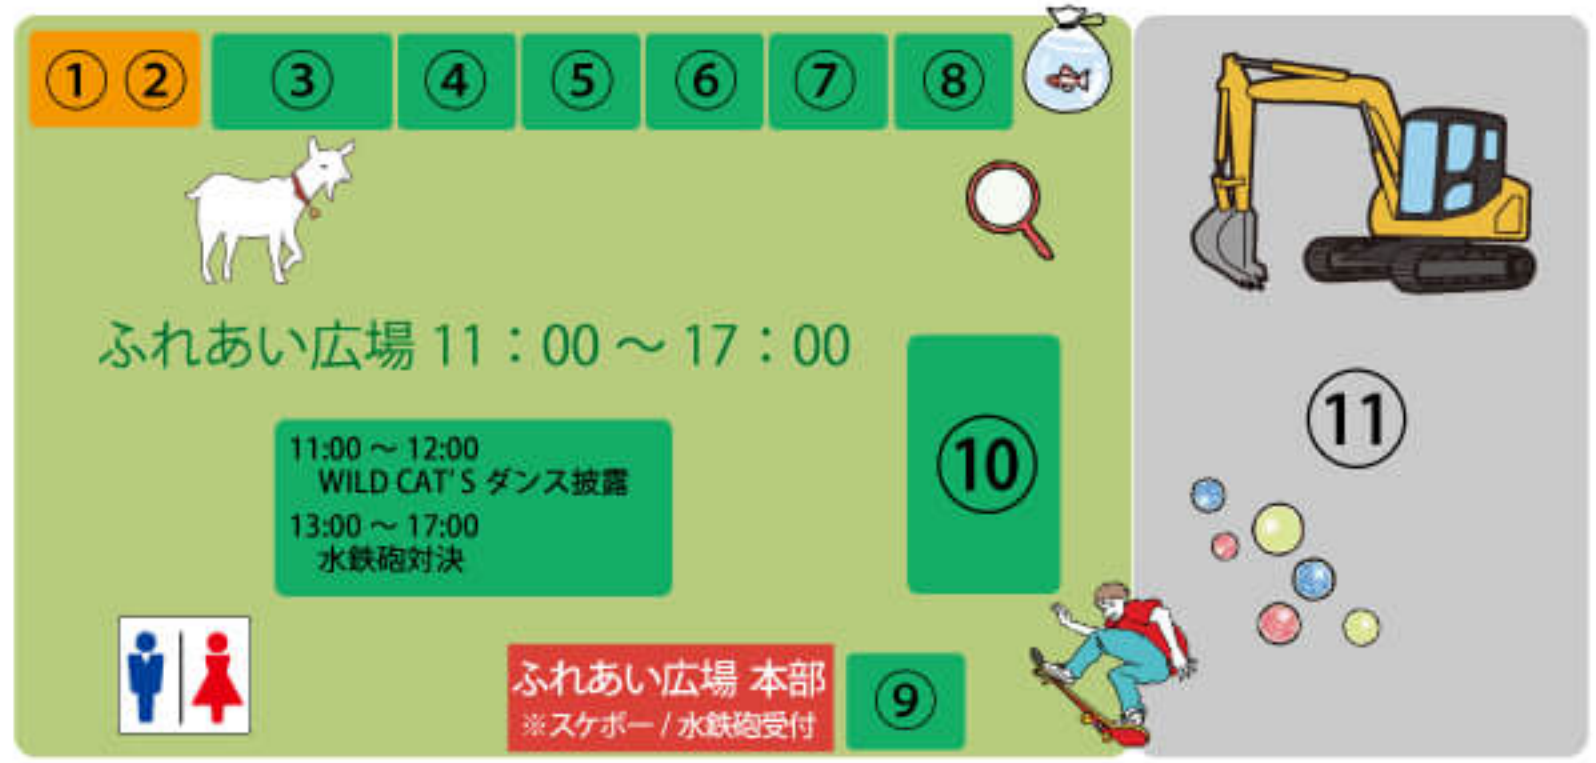 ① ② ③ ④ ⑤ ⑥ ⑦ ⑧
ふれあい広場 11：00 ～ 17：00
11:00 ～ 12:00
WILD CAT'S ダンス披露
13:00 ～ 17:00
水鉄砲対決
⑩
⑪
ふれあい広場 本部
※スケボー / 水鉄砲受付
⑨